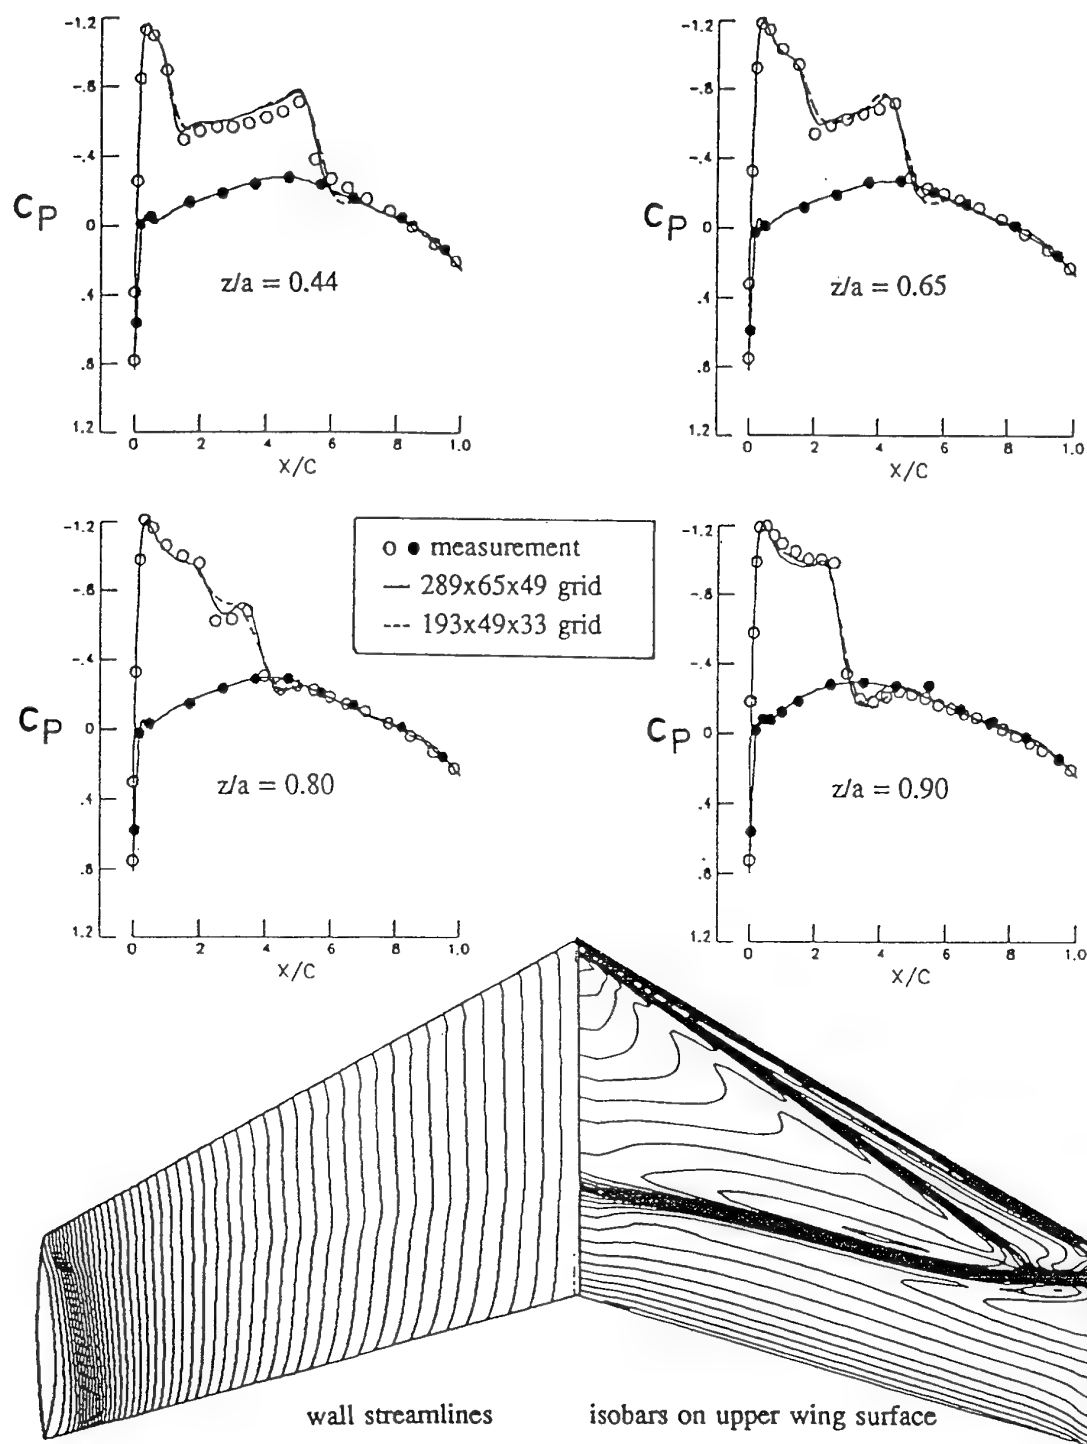 -1.2
-.8
-.4
0
.4
.8
1.2
CP
z/a = 0.44
0 2 4 6 8 1.0
X/C
-1.2
-.8
-.4
0
.4
.8
1.2
CP
z/a = 0.65
0 2 4 6 8 1.0
X/C
-1.2
-.8
-.4
0
.4
.8
1.2
CP
z/a = 0.80
0 2 4 6 8 1.0
X/C
measurement
289x65x49 grid
193x49x33 grid
-1.2
-.8
-.4
0
.4
.8
1.2
CP
z/a = 0.90
0 2 4 6 8 1.0
X/C
wall streamlines
isobars on upper wing surface